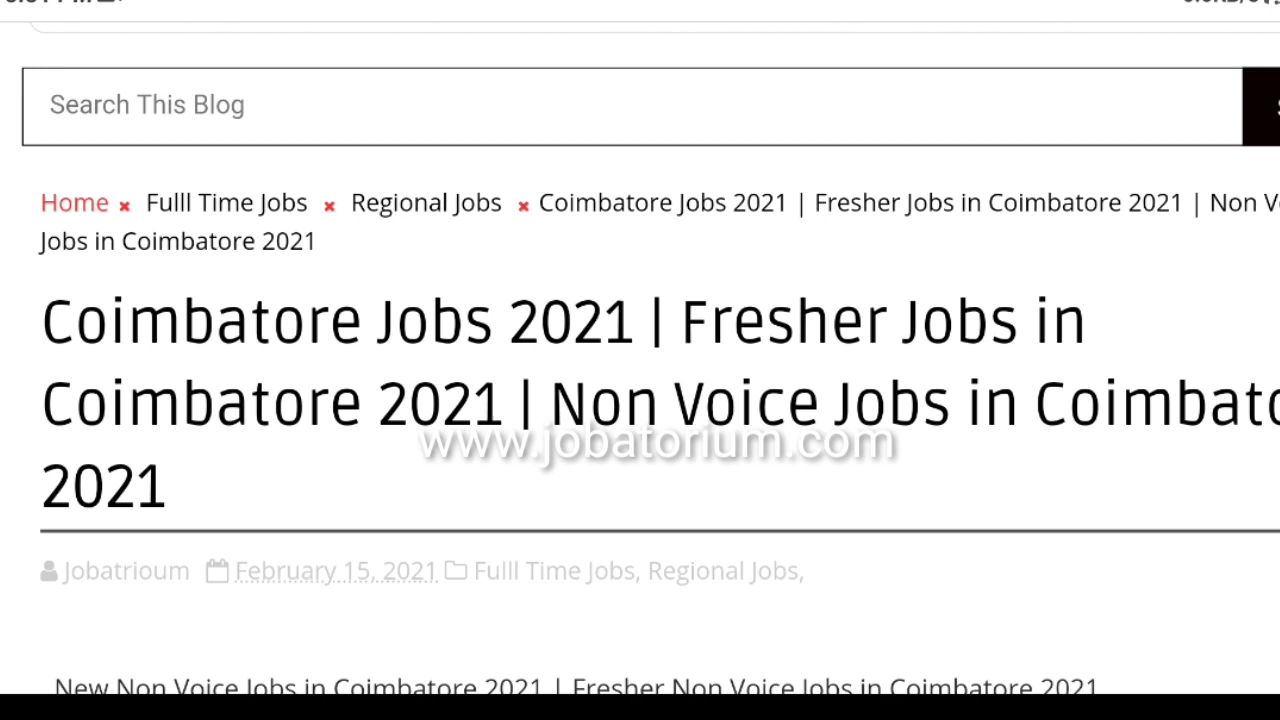 Search This Blog
Home × Fulll Time Jobs × Regional Jobs × Coimbatore Jobs 2021 | Fresher Jobs in Coimbatore 2021 | Non
Jobs in Coimbatore 2021
Coimbatore Jobs 2021 | Fresher Jobs in
Coimbatore 2021 | Non Voice Jobs in
www.jobatorium.com
2021
Jobatrioum February 15, 2021 Fulll Time Jobs, Regional Jobs,
New Non Voice Jobs in Coimbatore 2021 | Fresher Non Voice Jobs in Coimbatore 2021